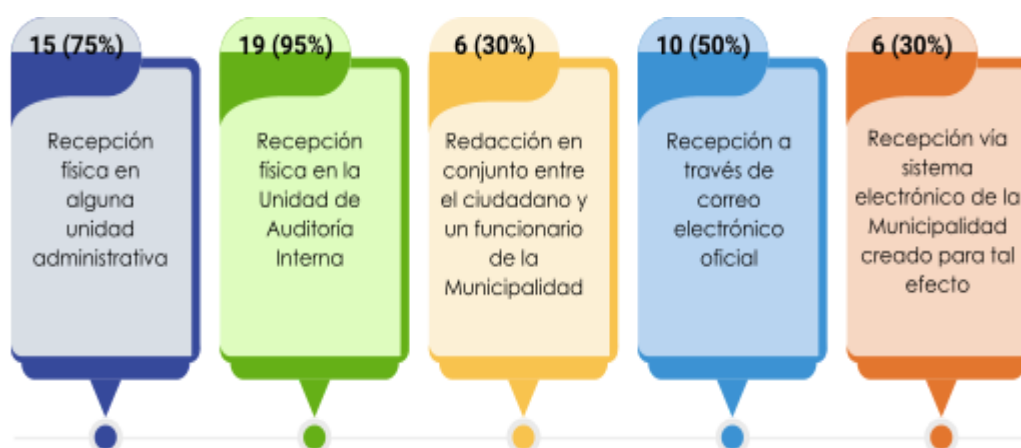 15 (75%)
Recepción
física en
alguna
unidad
administrativa
19 (95%)
Recepción
física en la
Unidad de
Auditoría
Interna
6 (30%)
Redacción en
conjunto entre
el ciudadano y
un funcionario
de la
Municipalidad
10 (50%)
Recepción a
través de
correo
electrónico
oficial
6 (30%)
Recepción vía
sistema
electrónico de la
Municipalidad
creado para tal
efecto